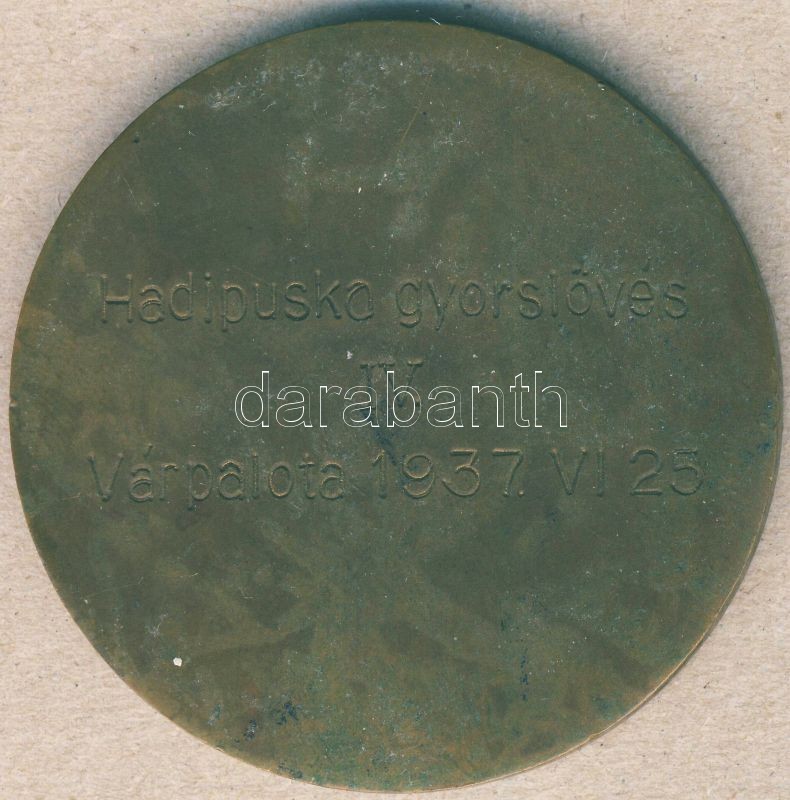 Hadipuska gyorslövés
IV
darabanth
Várpalota 1937. VI 25